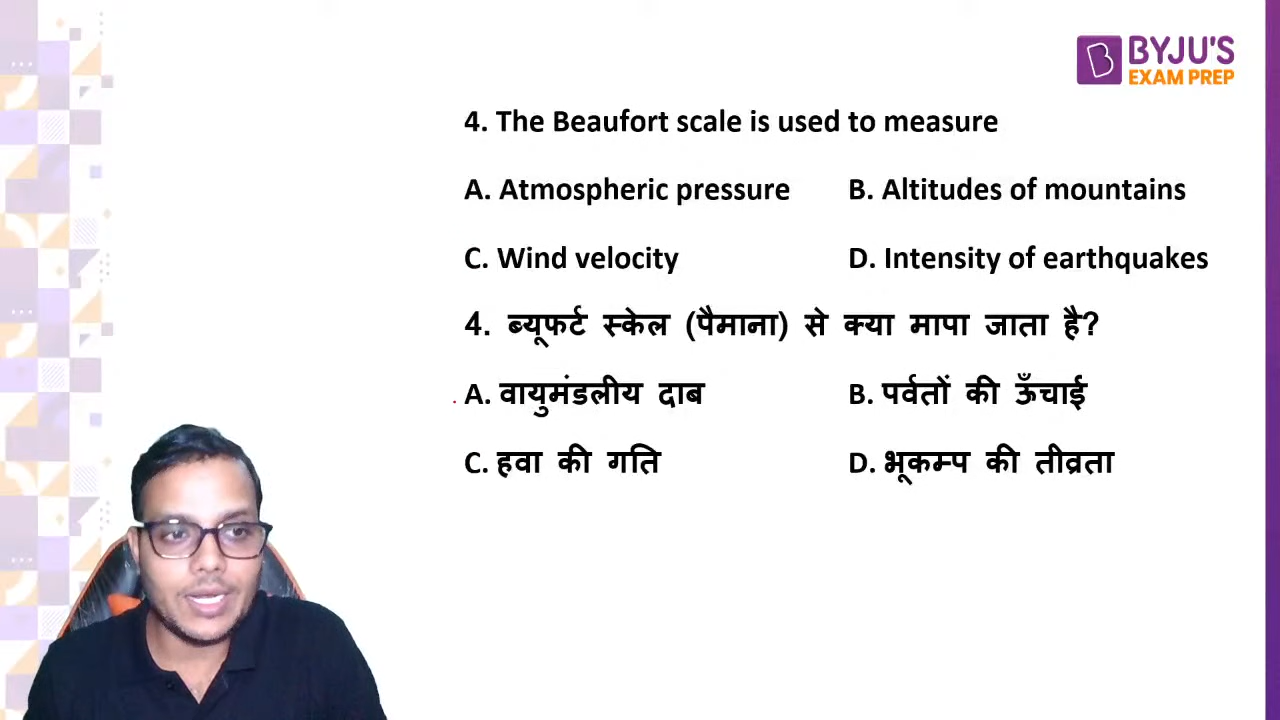 BYJU'S
EXAM PREP
4. The Beaufort scale is used to measure
A. Atmospheric pressure B. Altitudes of mountains
C. Wind velocity D. Intensity of earthquakes
4. ब्यूफर्ट स्केल (पैमाना) से क्या मापा जाता है?
A. वायुमंडलीय दाब B. पर्वतों की ऊँचाई
C. हवा की गति D. भूकम्प की तीव्रता